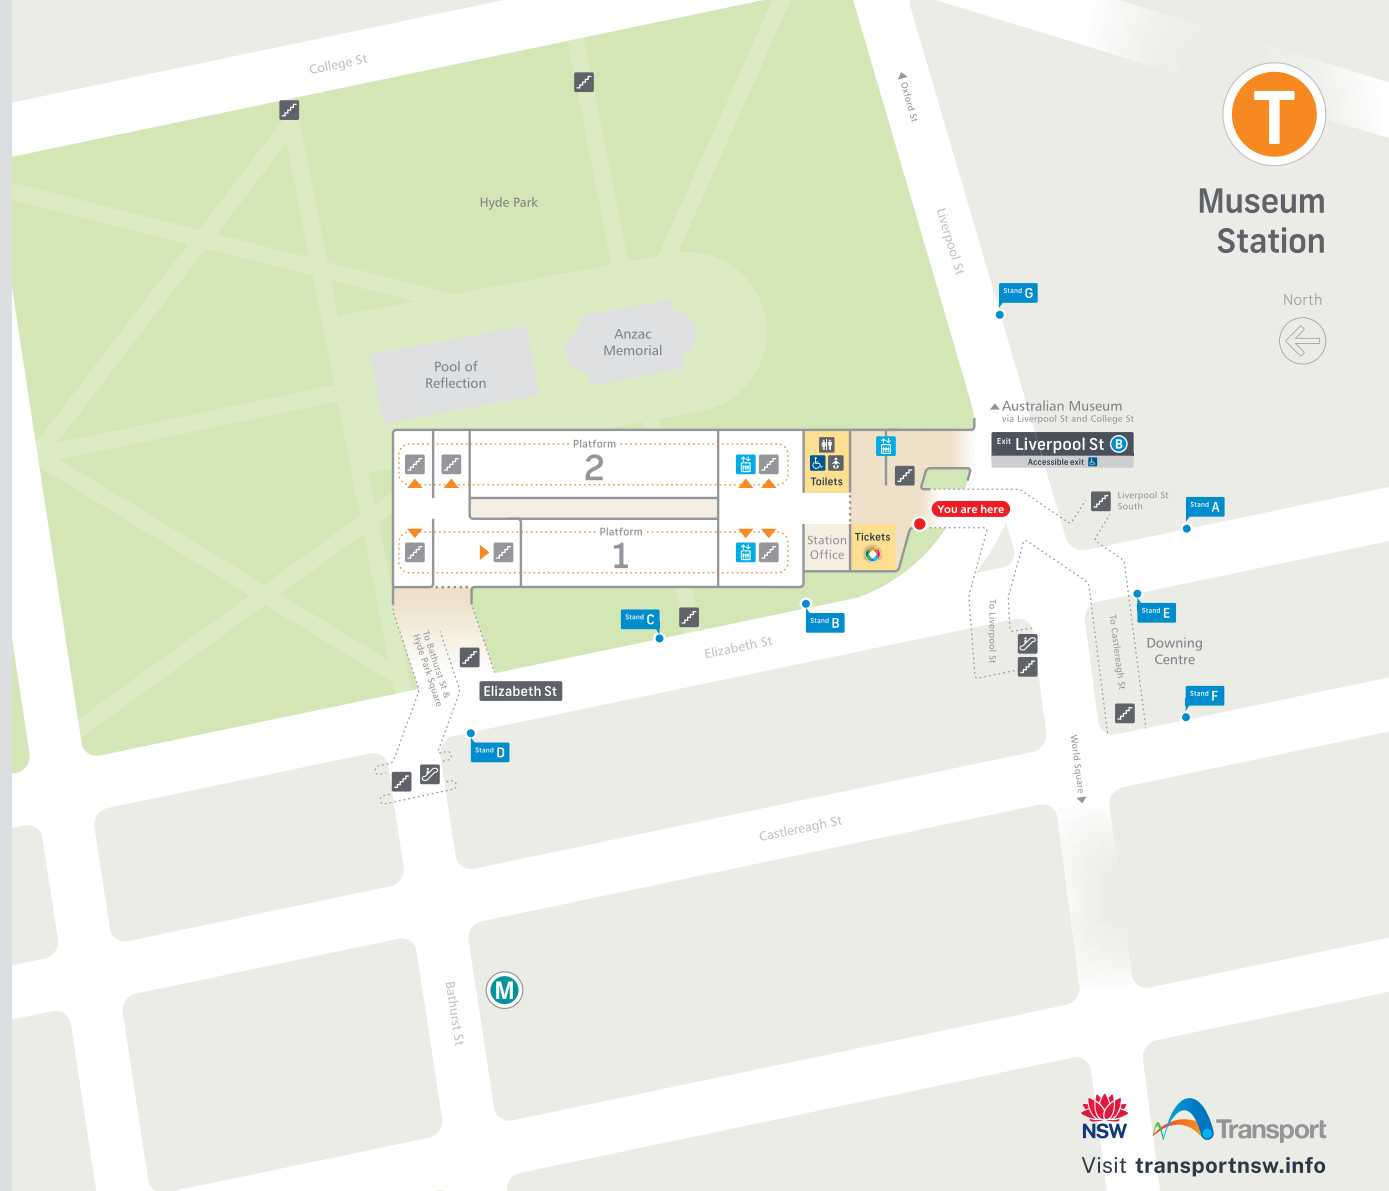 College St
Oxford St
T
Museum
Station
Hyde Park
Liverpool St
Stand G
North
Anzac
Memorial
Pool of
Reflection
Australian Museum
via Liverpool St and College St
Exit Liverpool St B
Accessible exit
Platform
2
Toilets
Liverpool St
South
Stand A
You are here
Platform
1
Station
Office
Tickets
Stand C
Stand B
Stand E
To Liverpool St
To Castlereagh St
Downing
Centre
Elizabeth St
To Bathurst St &
Hyde Park Square
Elizabeth St
Stand F
Stand D
World Square
Castlereagh St
M
Bathurst St
NSW
Transport
Visit transportnsw.info